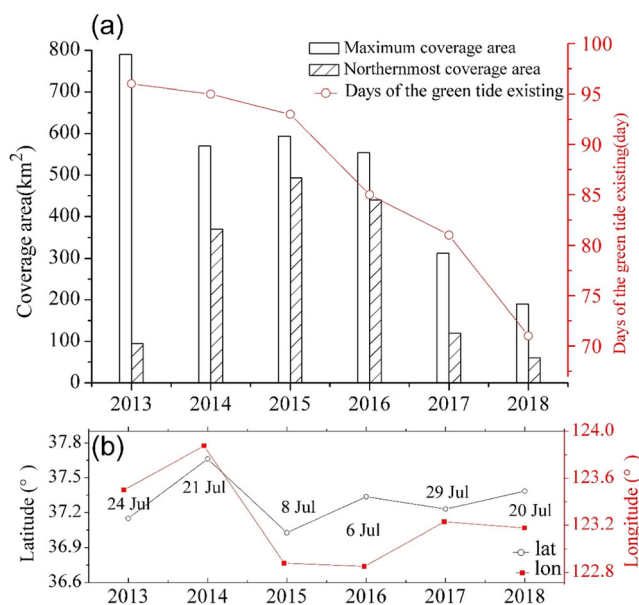 (a)
800
700
600
500
400
300
200
100
0
Coverage area(km²)
Maximum coverage area
Northernmost coverage area
Days of the green tide existing
100
95
90
85
80
75
70
Days of the green tide existing(day)
2013 2014 2015 2016 2017 2018
(b)
37.8
37.5
37.2
36.9
36.6
Latitude (°)
24 Jul
21 Jul
8 Jul
6 Jul
29 Jul
20 Jul
lat
lon
124.0
123.6
123.2
122.8
Longitude (°)
2013 2014 2015 2016 2017 2018